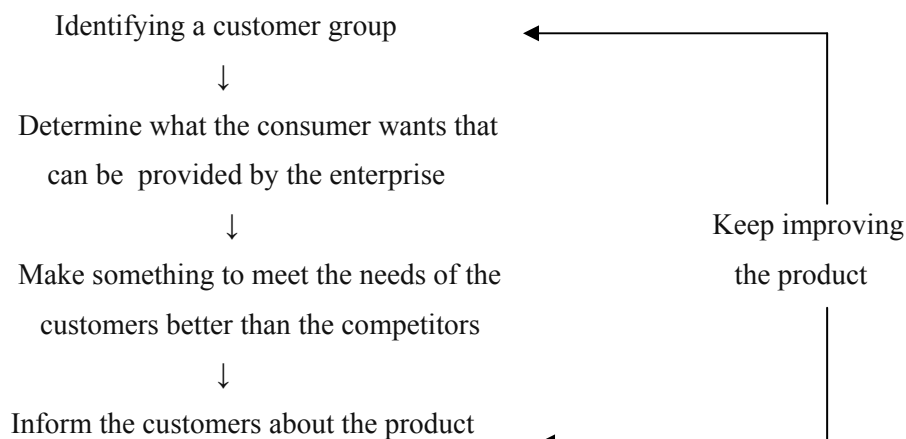 Identifying a customer group
↓
Determine what the consumer wants that
can be provided by the enterprise
↓
Make something to meet the needs of the
customers better than the competitors
↓
Inform the customers about the product
Keep improving
the product